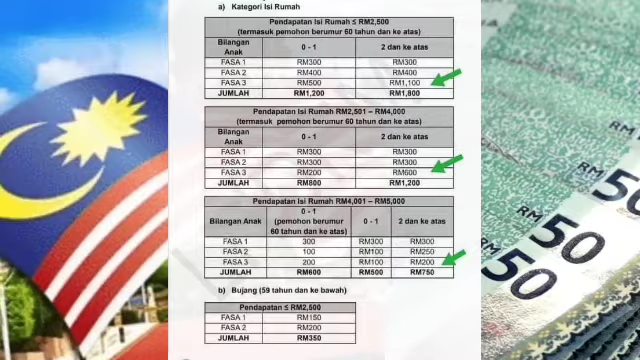 a) Kategori Isi Rumah
Pendapatan Isi Rumah ≤ RM2,500
(termasuk pemohon berumur 60 tahun dan ke atas)
Bilangan Anak 0 - 1 2 dan ke atas
FASA 1 RM300 RM300
FASA 2 RM400 RM400
FASA 3 RM500 RM1,100
JUMLAH RM1,200 RM1,800
Pendapatan Isi Rumah RM2,501 – RM4,000
(termasuk pemohon berumur 60 tahun dan ke atas)
Bilangan Anak 0 - 1 2 dan ke atas
FASA 1 RM300 RM300
FASA 2 RM300 RM300
FASA 3 RM200 RM600
JUMLAH RM800 RM1,200
Pendapatan Isi Rumah RM4,001 – RM5,000
Bilangan Anak 0 - 1 (pemohon berumur 60 tahun dan ke atas) 0 - 1 2 dan ke atas
FASA 1 300 RM300 RM300
FASA 2 100 RM100 RM250
FASA 3 200 RM100 RM200
JUMLAH RM600 RM500 RM750
b) Bujang (59 tahun dan ke bawah)
Pendapatan ≤ RM2,500
FASA 1 RM150
FASA 2 RM200
JUMLAH RM350
RM 50
RM 50
RM 50